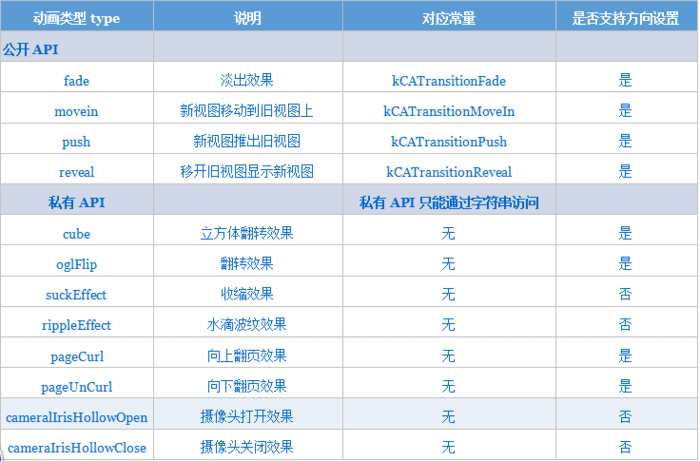 动画类型 type 说明 对应常量 是否支持方向设置
公开 API
fade 淡出效果 kCATransitionFade 是
movein 新视图移动到旧视图上 kCATransitionMoveIn 是
push 新视图推出旧视图 kCATransitionPush 是
reveal 移开旧视图显示新视图 kCATransitionReveal 是
私有 API 私有 API 只能通过字符串访问
cube 立方体翻转效果 无 是
oglFlip 翻转效果 无 是
suckEffect 收缩效果 无 否
rippleEffect 水滴波纹效果 无 否
pageCurl 向上翻页效果 无 是
pageUnCurl 向下翻页效果 无 是
cameralIrisHollowOpen 摄像头打开效果 无 否
cameraIrisHollowClose 摄像头关闭效果 无 否